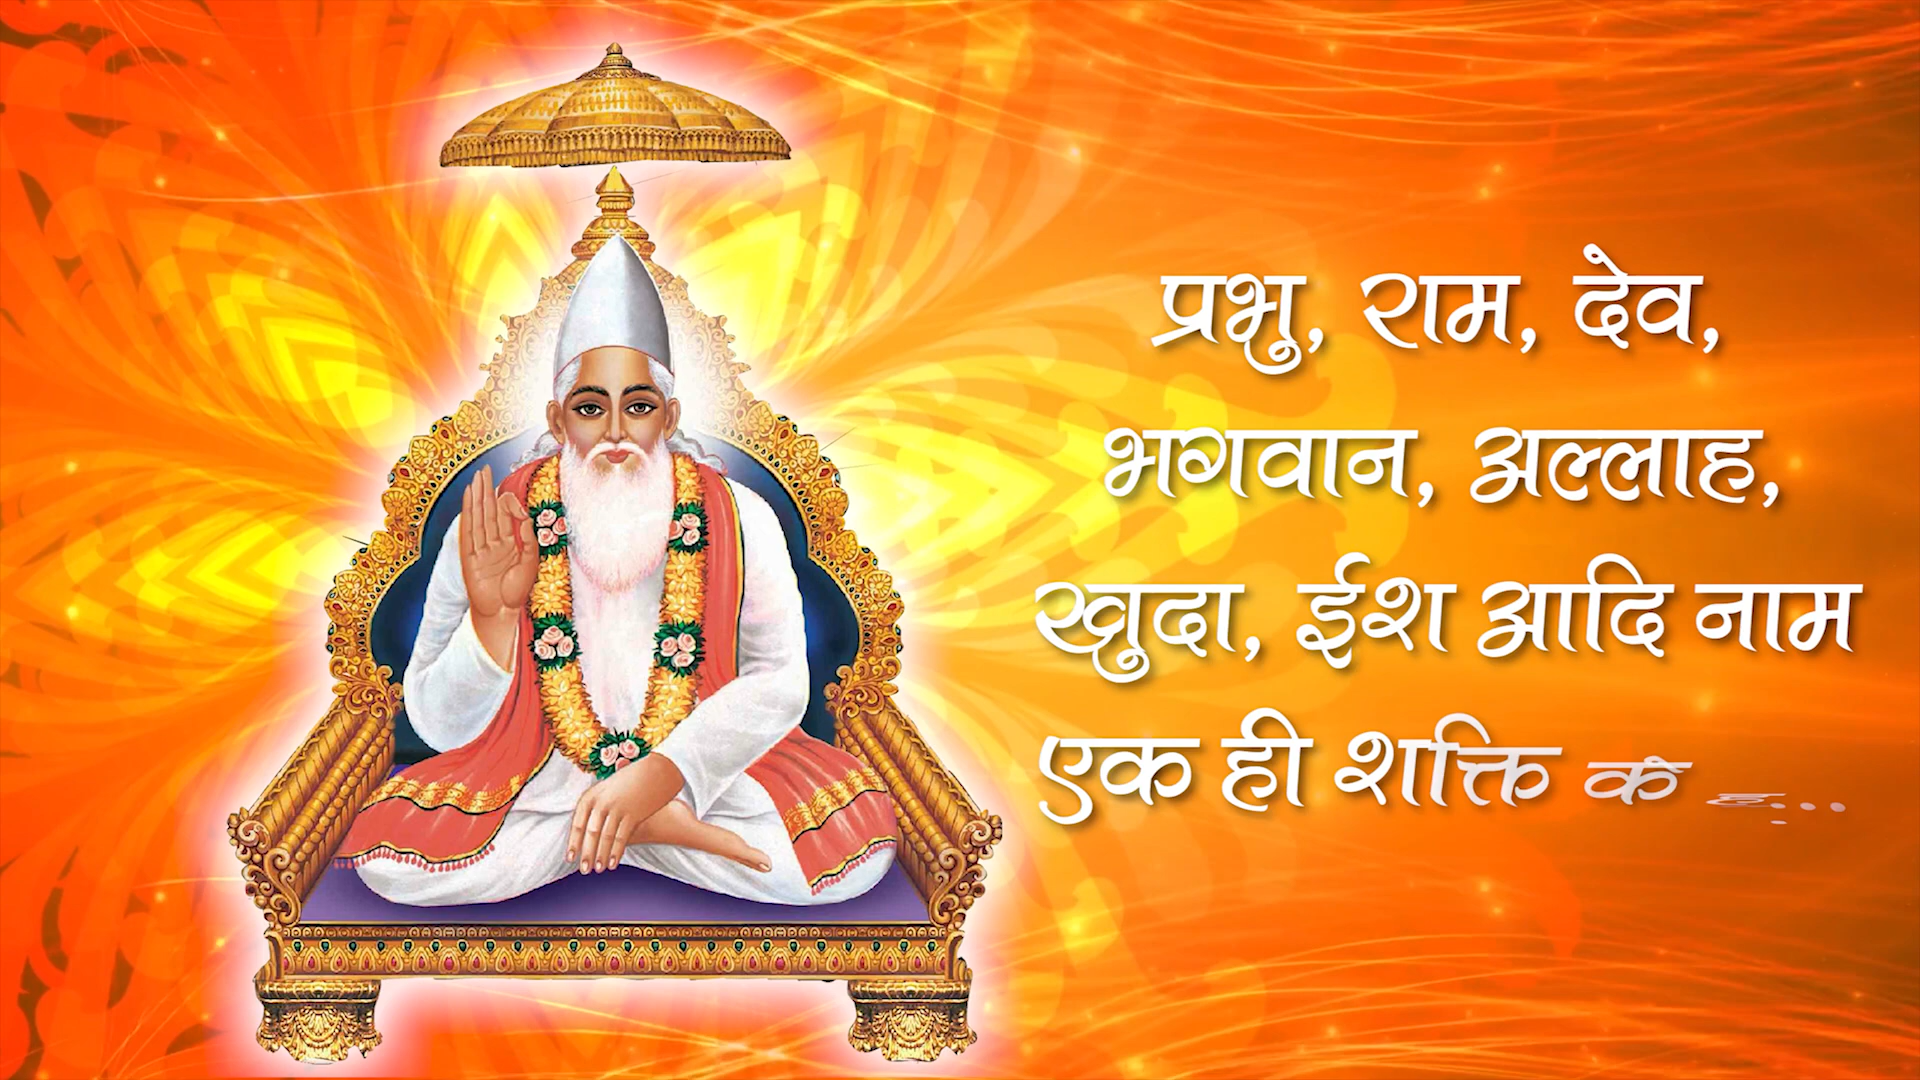 प्रभु, राम, देव,
भगवान, अल्लाह,
खुदा, ईश आदि नाम
एक ही शक्ति के